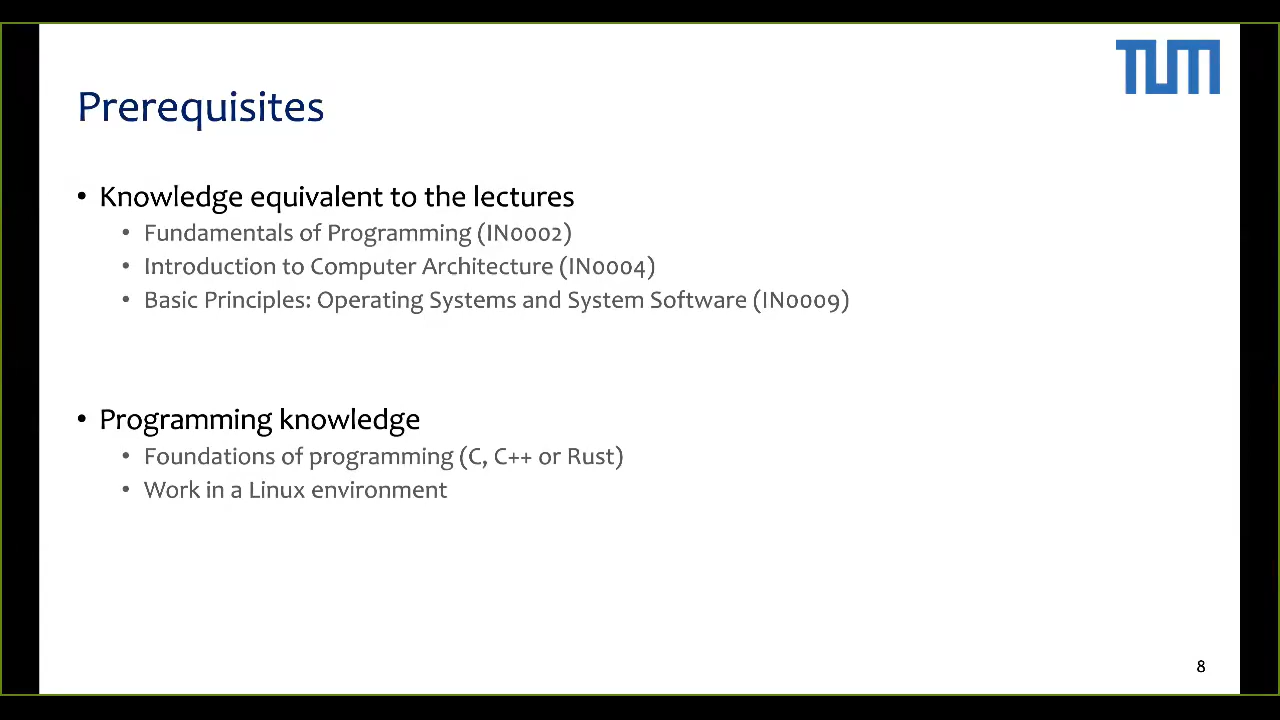 TUM
Prerequisites
• Knowledge equivalent to the lectures
• Fundamentals of Programming (IN0002)
• Introduction to Computer Architecture (IN0004)
• Basic Principles: Operating Systems and System Software (IN0009)
• Programming knowledge
• Foundations of programming (C, C++ or Rust)
• Work in a Linux environment
8